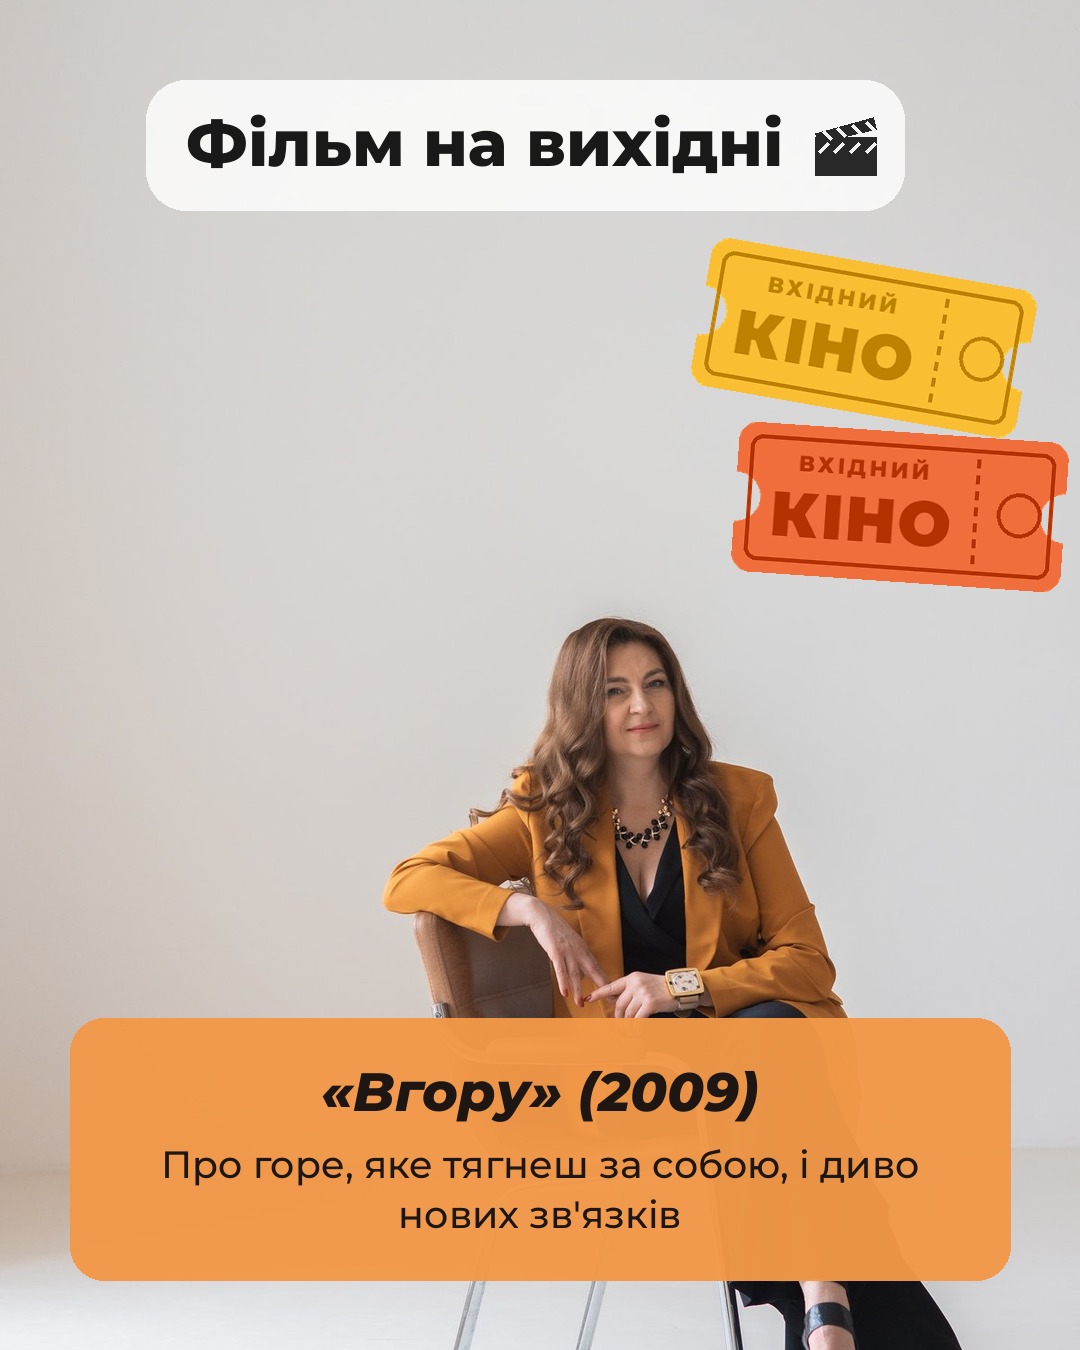 Фільм на вихідні 🎬
ВХІДНИЙ
КІНО
ВХІДНИЙ
КІНО
«Вгору» (2009)
Про горе, яке тягнеш за собою, і диво
нових зв'язків